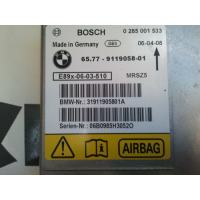 BOSCH 0 285 001 533
Made in Germany G83 06-04-06
65.77 - 9119058-01
E89x-06-03-510 MRSZ5
BMW-Nr.: 31911905801A
Serien-Nr.: 06B0985H3052O
AIRBAG